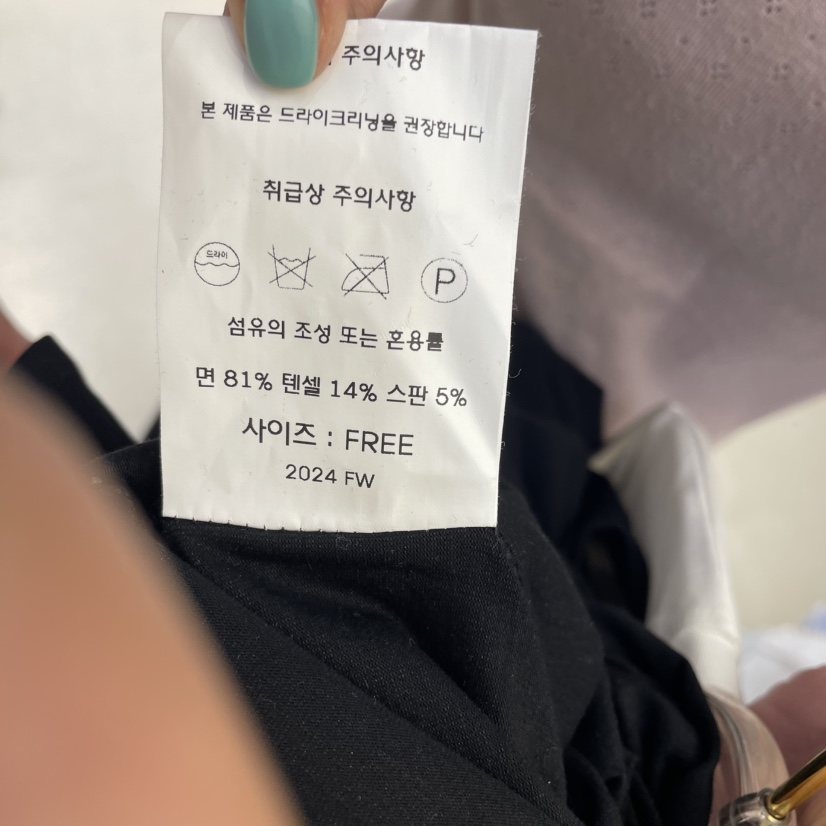 주의사항
본 제품은 드라이크리닝을 권장합니다
취급상 주의사항
드라이
P
섬유의 조성 또는 혼용률
면 81% 텐셀 14% 스판 5%
사이즈 : FREE
2024 FW